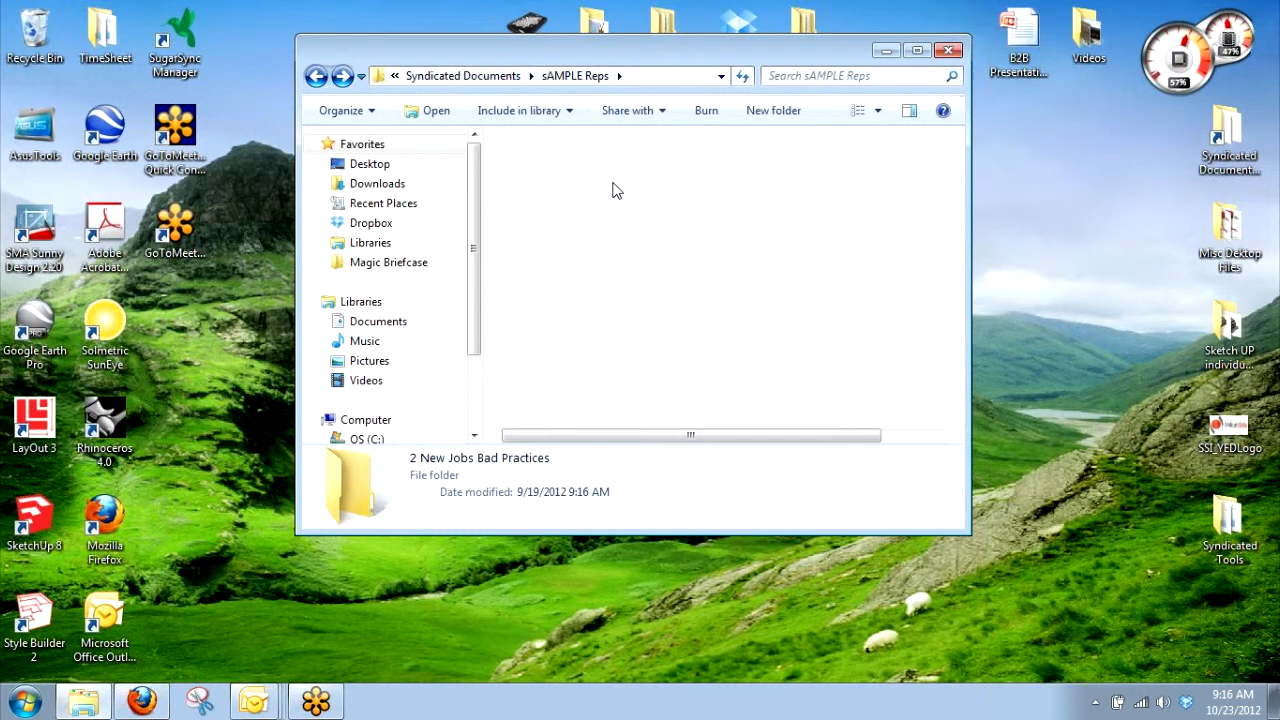 Recycle Bin
TimeSheet
SugarSync
Manager
AsusTools
Google Earth
GoToMeet...
Quick Con...
SMA Sunny
Design 2.20
Adobe
Acrobat...
GoToMeet...
Google Earth
Pro
Solmetric
SunEye
LayOut 3
Rhinoceros
4.0
SketchUp 8
Mozilla
Firefox
Style Builder
2
Microsoft
Office Outl...
« Syndicated Documents sAMPLE Reps
Search sAMPLE Reps
Organize Open Include in library Share with Burn New folder
Favorites
Desktop
Downloads
Recent Places
Dropbox
Libraries
Magic Briefcase
Libraries
Documents
Music
Pictures
Videos
Computer
OS (C:)
2 New Jobs Bad Practices
File folder
Date modified: 9/19/2012 9:16 AM
B2B
Presentati...
Videos
57%
47%
Syndicated
Document...
Misc Dektop
Files
Sketch UP
individu...
SSI_YEDLogo
Syndicated
Tools
9:16 AM
10/23/2012